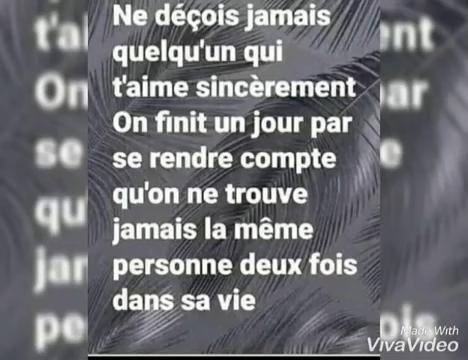 Ne déçois jamais
quelqu'un qui
t'aime sincèrement
On finit un jour par
se rendre compte
qu'on ne trouve
jamais la même
personne deux fois
dans sa vie
Made With
VivaVideo